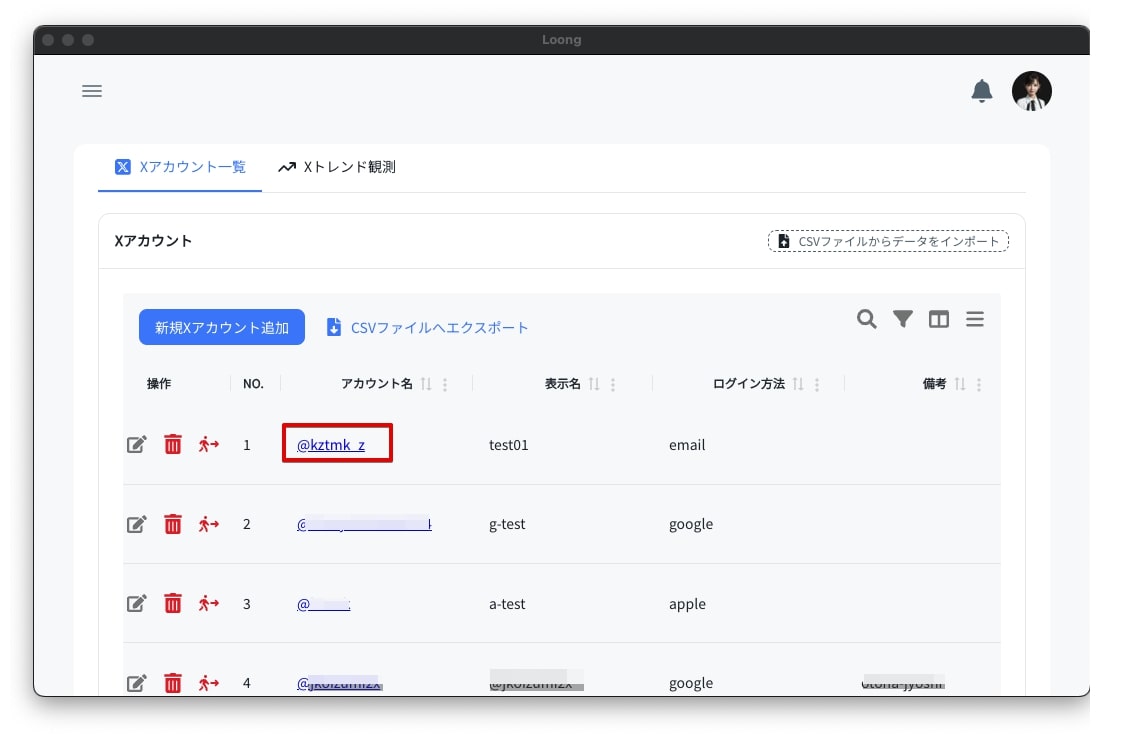 Loong
Xアカウント一覧 Xトレンド観測
Xアカウント CSVファイルからデータをインポート
新規Xアカウント追加 CSVファイルへエクスポート
操作 NO. アカウント名 表示名 ログイン方法 備考
1 @kztmk_z test01 email
2 @ g-test google
3 @ a-test apple
4 google